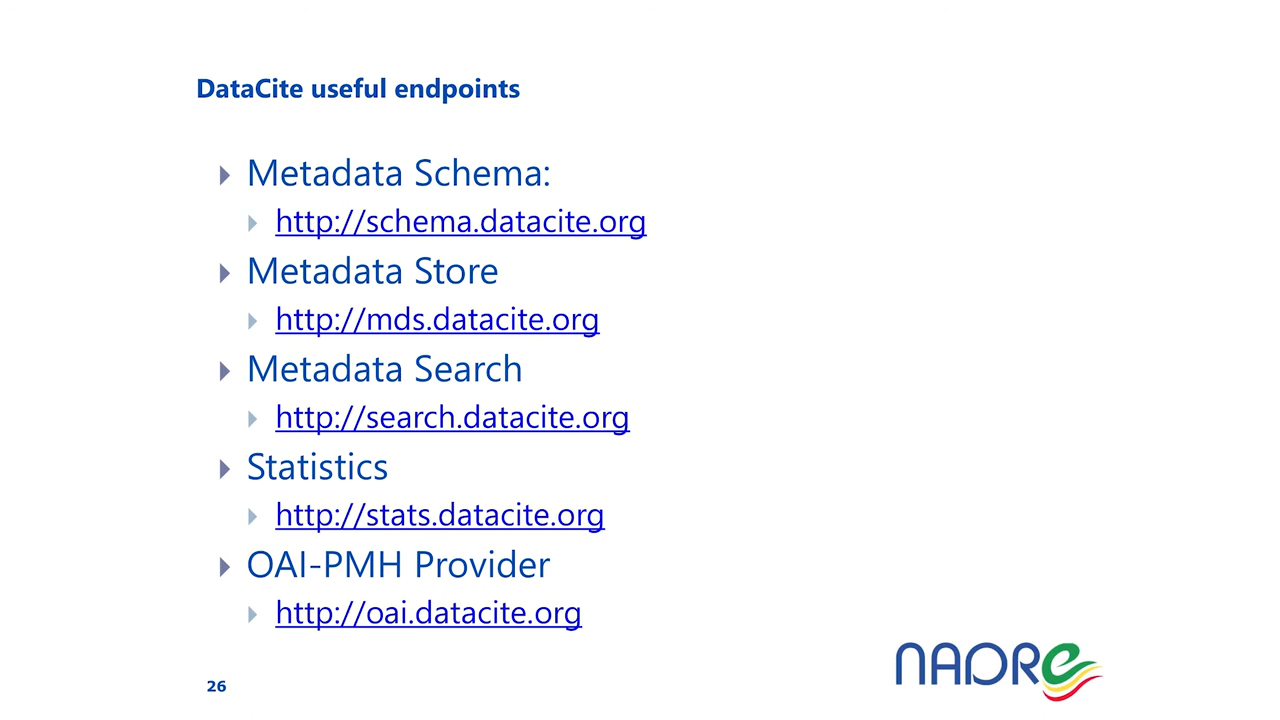 DataCite useful endpoints
Metadata Schema:
http://schema.datacite.org
Metadata Store
http://mds.datacite.org
Metadata Search
http://search.datacite.org
Statistics
http://stats.datacite.org
OAI-PMH Provider
http://oai.datacite.org
26
NADRe